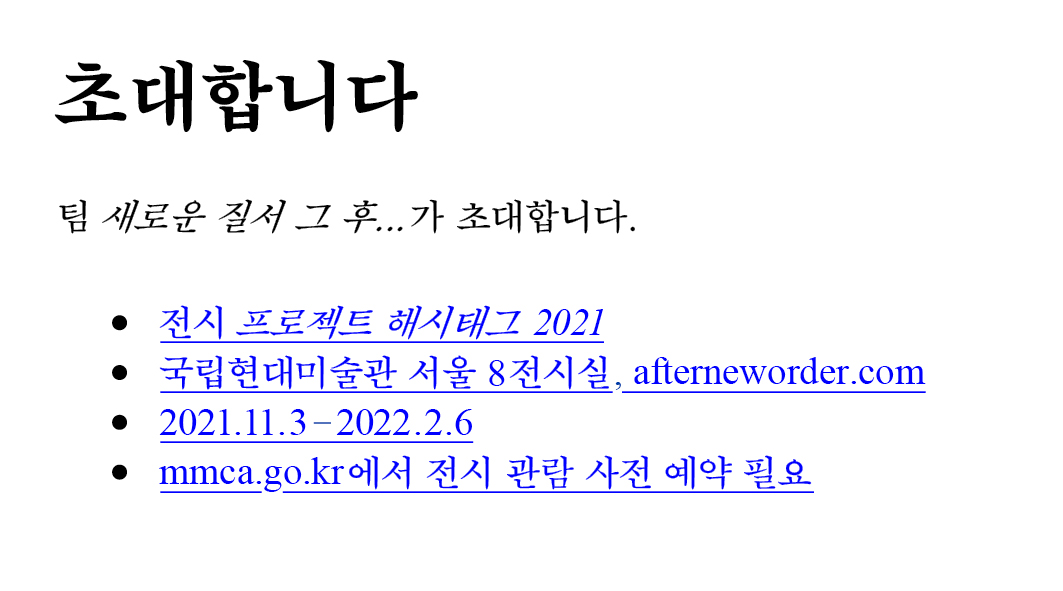 초대합니다
팀 새로운 질서 그 후...가 초대합니다.
• 전시 프로젝트 해시태그 2021
• 국립현대미술관 서울 8전시실, afterneworder.com
• 2021.11.3–2022.2.6
• mmca.go.kr에서 전시 관람 사전 예약 필요